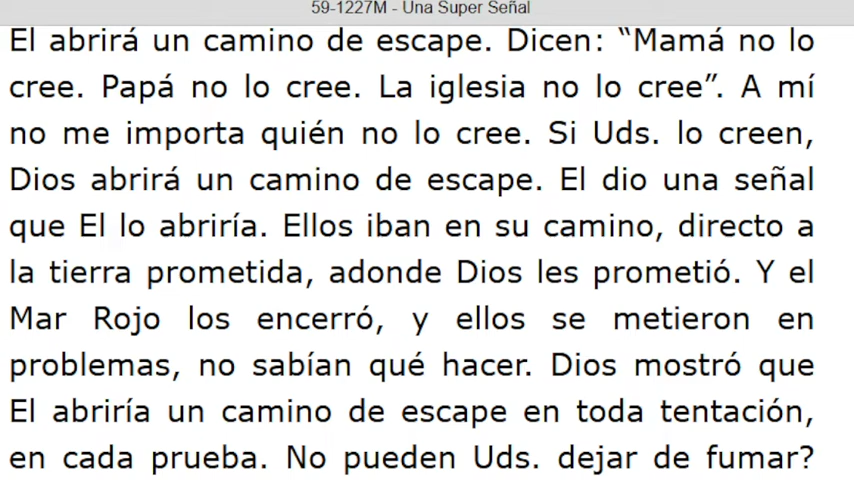 59-1227M - Una Super Señal
El abrirá un camino de escape. Dicen: “Mamá no lo
cree. Papá no lo cree. La iglesia no lo cree”. A mí
no me importa quién no lo cree. Si Uds. lo creen,
Dios abrirá un camino de escape. El dio una señal
que El lo abriría. Ellos iban en su camino, directo a
la tierra prometida, adonde Dios les prometió. Y el
Mar Rojo los encerró, y ellos se metieron en
problemas, no sabían qué hacer. Dios mostró que
El abriría un camino de escape en toda tentación,
en cada prueba. No pueden Uds. dejar de fumar?